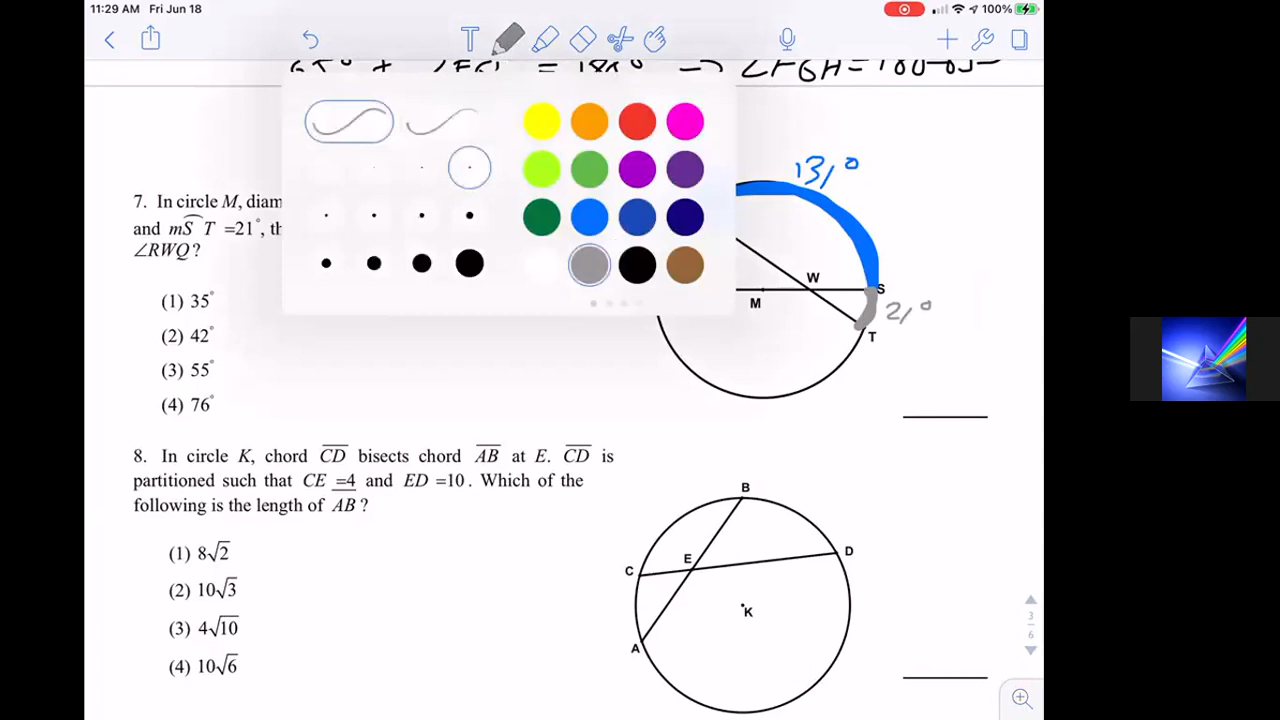 11:29 AM Fri Jun 18
100%
T
131°
7. In circle M, diam
and mS T =21°, th
∠RWQ?
(1) 35°
(2) 42°
(3) 55°
(4) 76°
W
S
M
21°
T
8. In circle K, chord CD bisects chord AB at E. CD is
partitioned such that CE =4 and ED =10. Which of the
following is the length of AB?
(1) 8√2
(2) 10√3
(3) 4√10
(4) 10√6
B
D
E
C
K
A
3
6